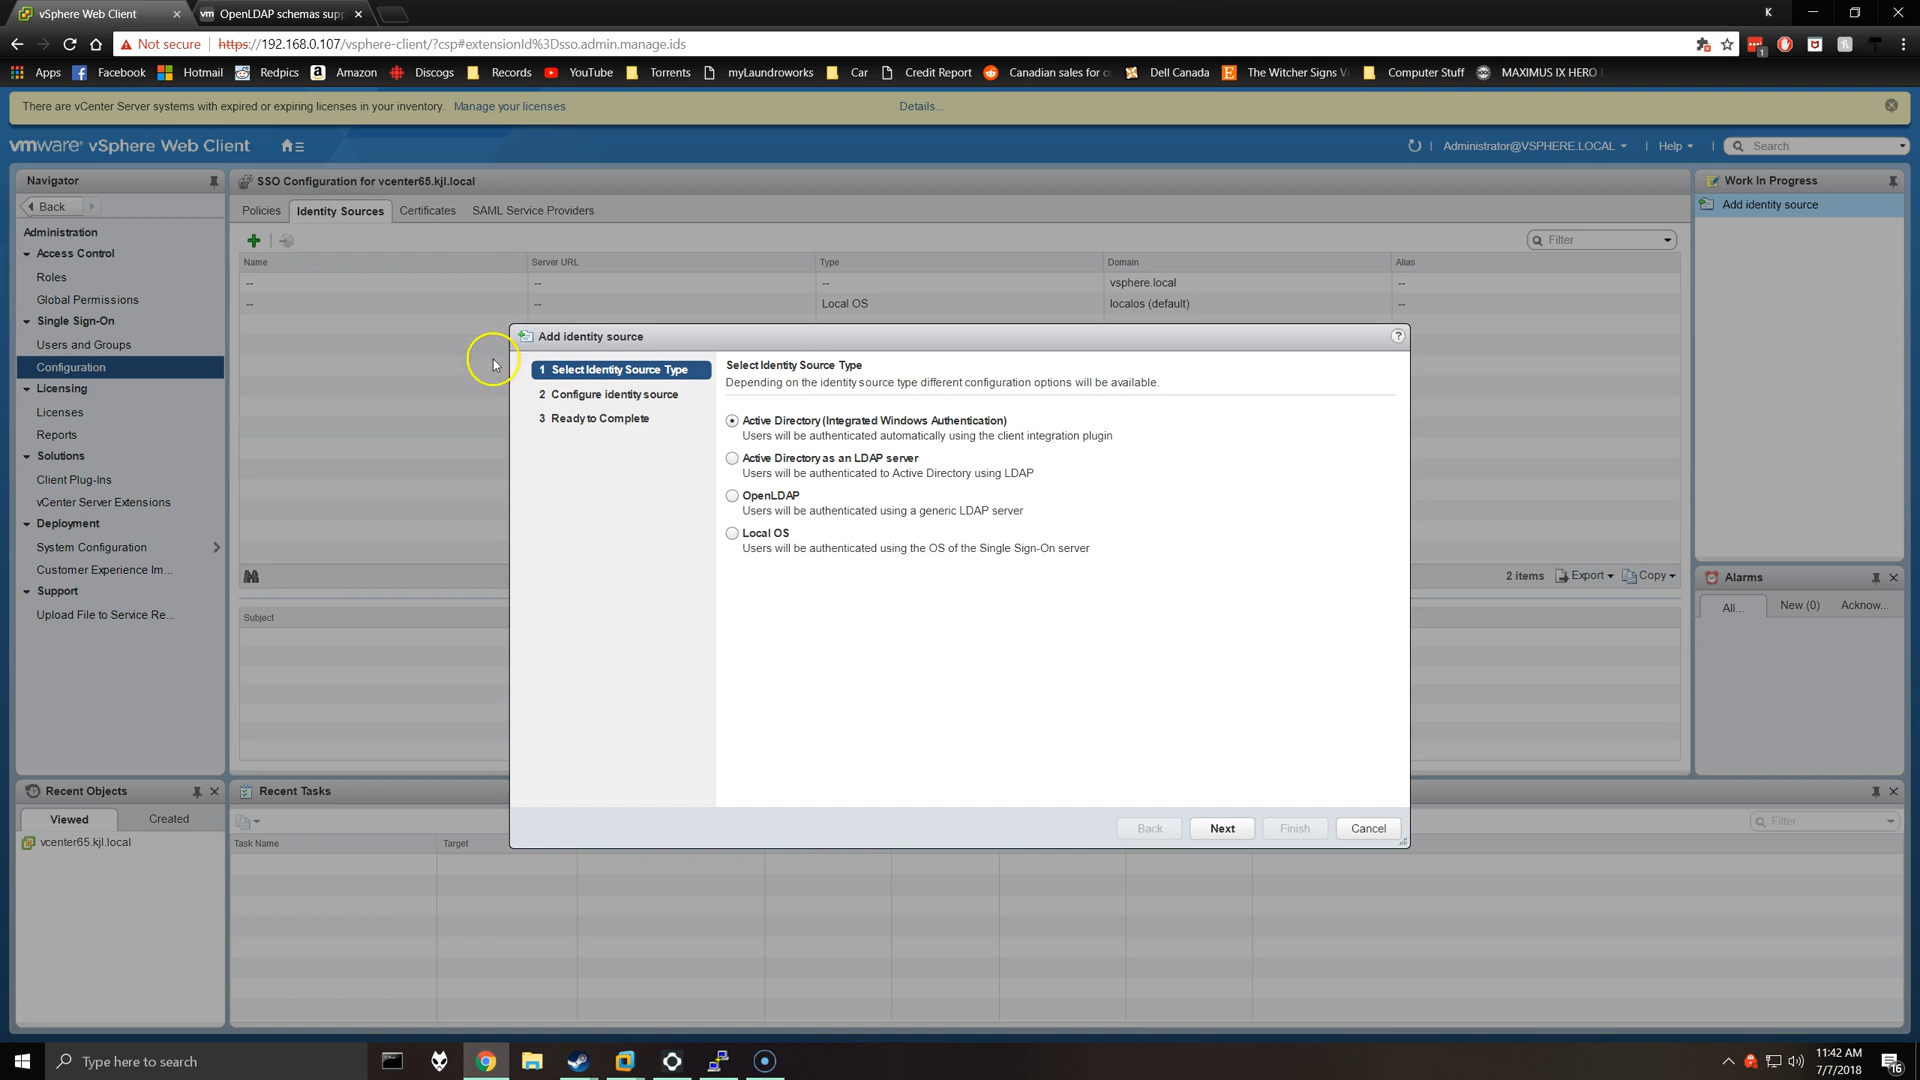 vSphere Web Client
vm OpenLDAP schemas supp
K
Not secure
https://192.168.0.107/vsphere-client/?csp#extensionId%3Dsso.admin.manage.ids
1
Apps Facebook Hotmail Redpics Amazon Discogs Records YouTube Torrents myLaundroworks Car Credit Report Canadian sales for co Dell Canada The Witcher Signs Computer Stuff MAXIMUS IX HERO
There are vCenter Server systems with expired or expiring licenses in your inventory. Manage your licenses Details...
vmware® vSphere Web Client
Administrator@VSPHERE.LOCAL | Help | Search
Navigator
Back
Administration
Access Control
Roles
Global Permissions
Single Sign-On
Users and Groups
Configuration
Licensing
Licenses
Reports
Solutions
Client Plug-Ins
vCenter Server Extensions
Deployment
System Configuration
Customer Experience Im...
Support
Upload File to Service Re...
SSO Configuration for vcenter65.kjl.local
Policies Identity Sources Certificates SAML Service Providers
Filter
Name Server URL Type Domain Alias
-- -- -- vsphere.local --
-- -- Local OS localos (default) --
Add identity source
?
1 Select Identity Source Type
2 Configure identity source
3 Ready to Complete
Select Identity Source Type
Depending on the identity source type different configuration options will be available.
Active Directory (Integrated Windows Authentication)
Users will be authenticated automatically using the client integration plugin
Active Directory as an LDAP server
Users will be authenticated to Active Directory using LDAP
OpenLDAP
Users will be authenticated using a generic LDAP server
Local OS
Users will be authenticated using the OS of the Single Sign-On server
Back Next Finish Cancel
2 items Export Copy
Subject
Work In Progress
Add identity source
Alarms
All... New (0) Acknow...
Recent Objects
Viewed Created
vcenter65.kjl.local
Recent Tasks
Filter
Task Name Target
Type here to search
11:42 AM
7/7/2018
16